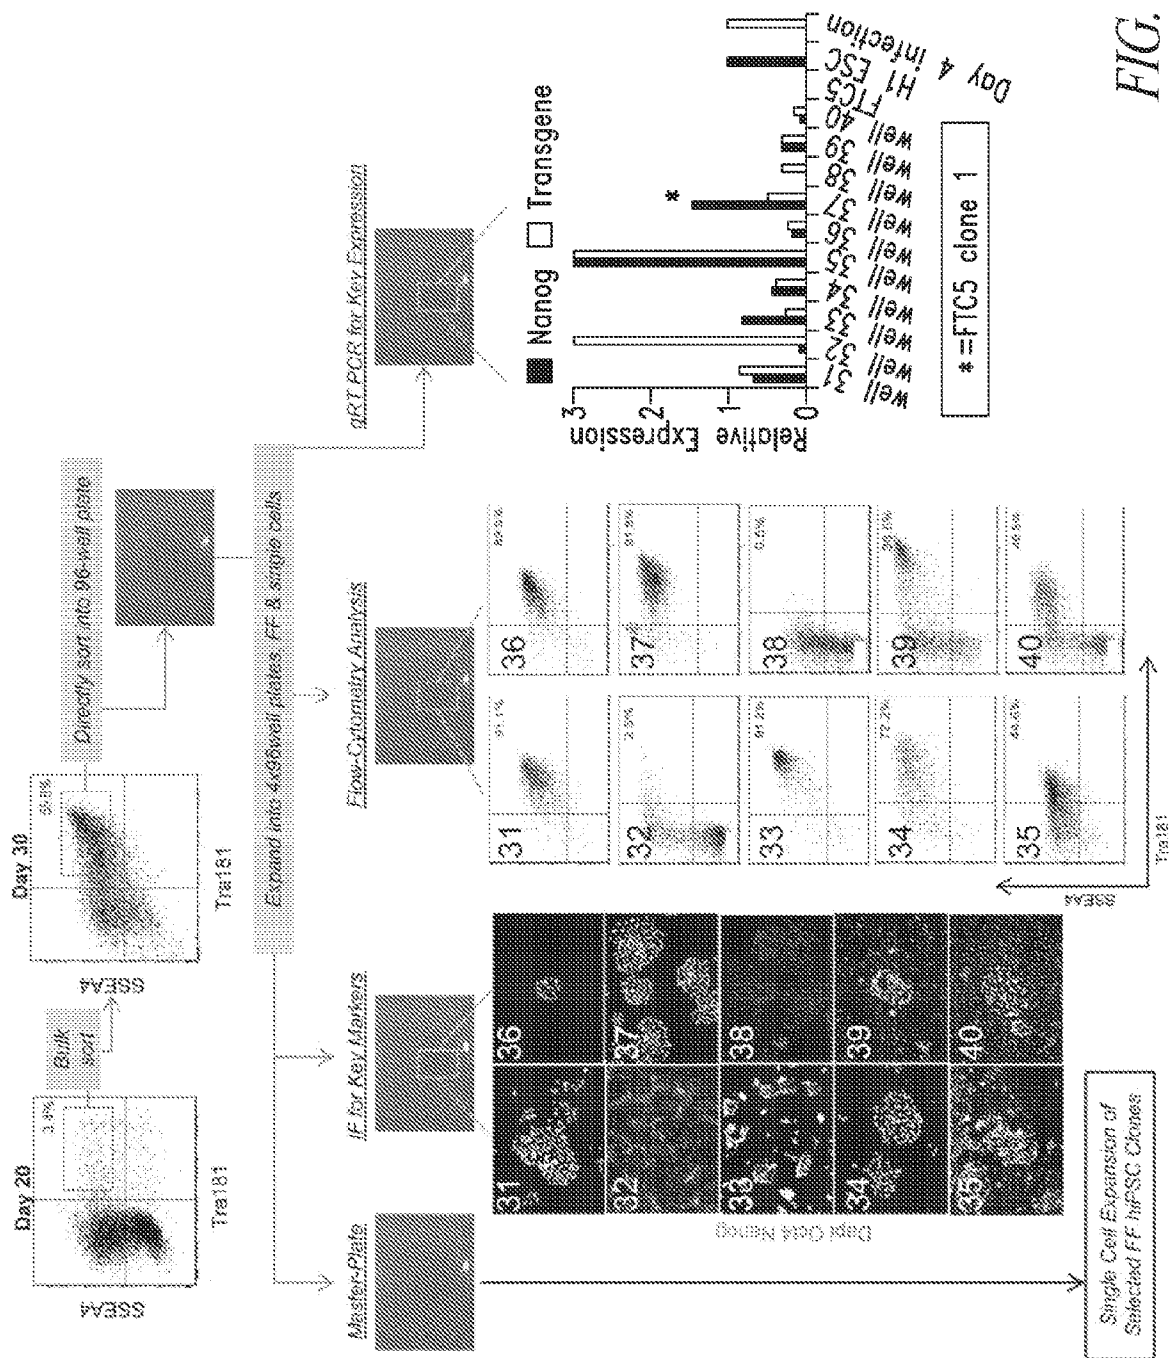 Day 20
SSEA4
Tra181
Bulk
sort
Day 30
SSEA4
Tra181
Directly sort into 96-well plate
Expand into 4x96well plates, FF & single cells
Master-Plate
IF for Key Markers
Flow-Cytometry Analysis
qRT PCR for Key Expression
31
36
32
37
33
38
34
39
35
40
Dapi Oct4 Nanog
31
91.1%
36
32
37
33
91.2%
38
34
39
35
40
SSEA4
Tra181
Nanog
Transgene
Relative Expression
3
2
1
0
*
well 31
well 32
well 33
well 34
well 35
well 36
well 37
well 38
well 39
well 40
FTC5
H1 ESC
Day 4 infection
*=FTC5 clone 1
Single Cell Expansion of
Selected FF hiPSC Clones
FIG.